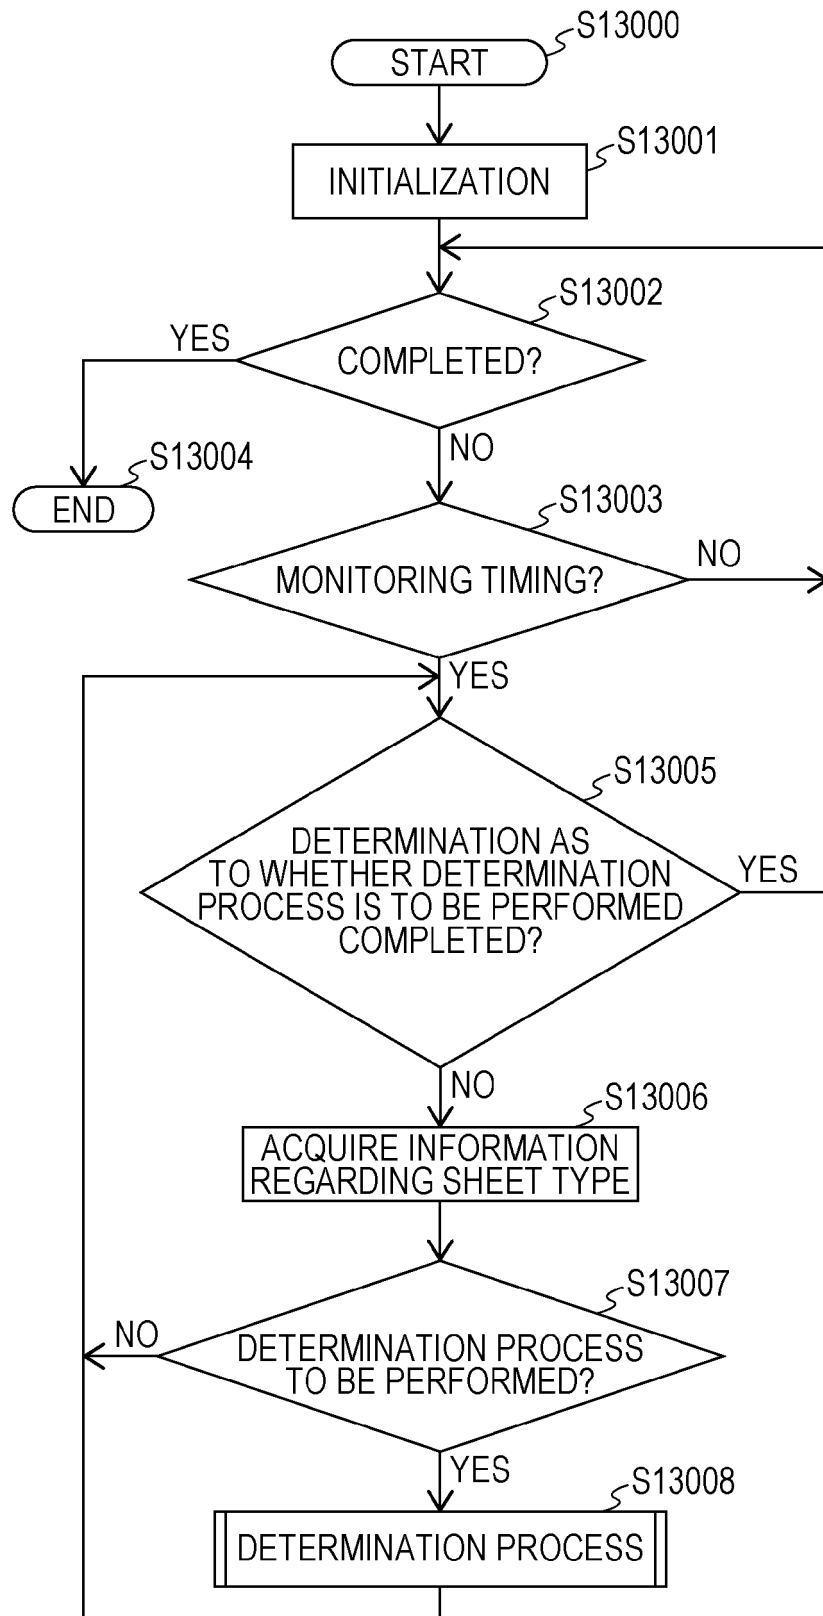 S13000
START
S13001
INITIALIZATION
S13002
YES
COMPLETED?
NO
S13004
END
S13003
MONITORING TIMING?
NO
YES
S13005
DETERMINATION AS
TO WHETHER DETERMINATION
PROCESS IS TO BE PERFORMED
COMPLETED?
YES
NO
S13006
ACQUIRE INFORMATION
REGARDING SHEET TYPE
S13007
NO
DETERMINATION PROCESS
TO BE PERFORMED?
YES
S13008
DETERMINATION PROCESS